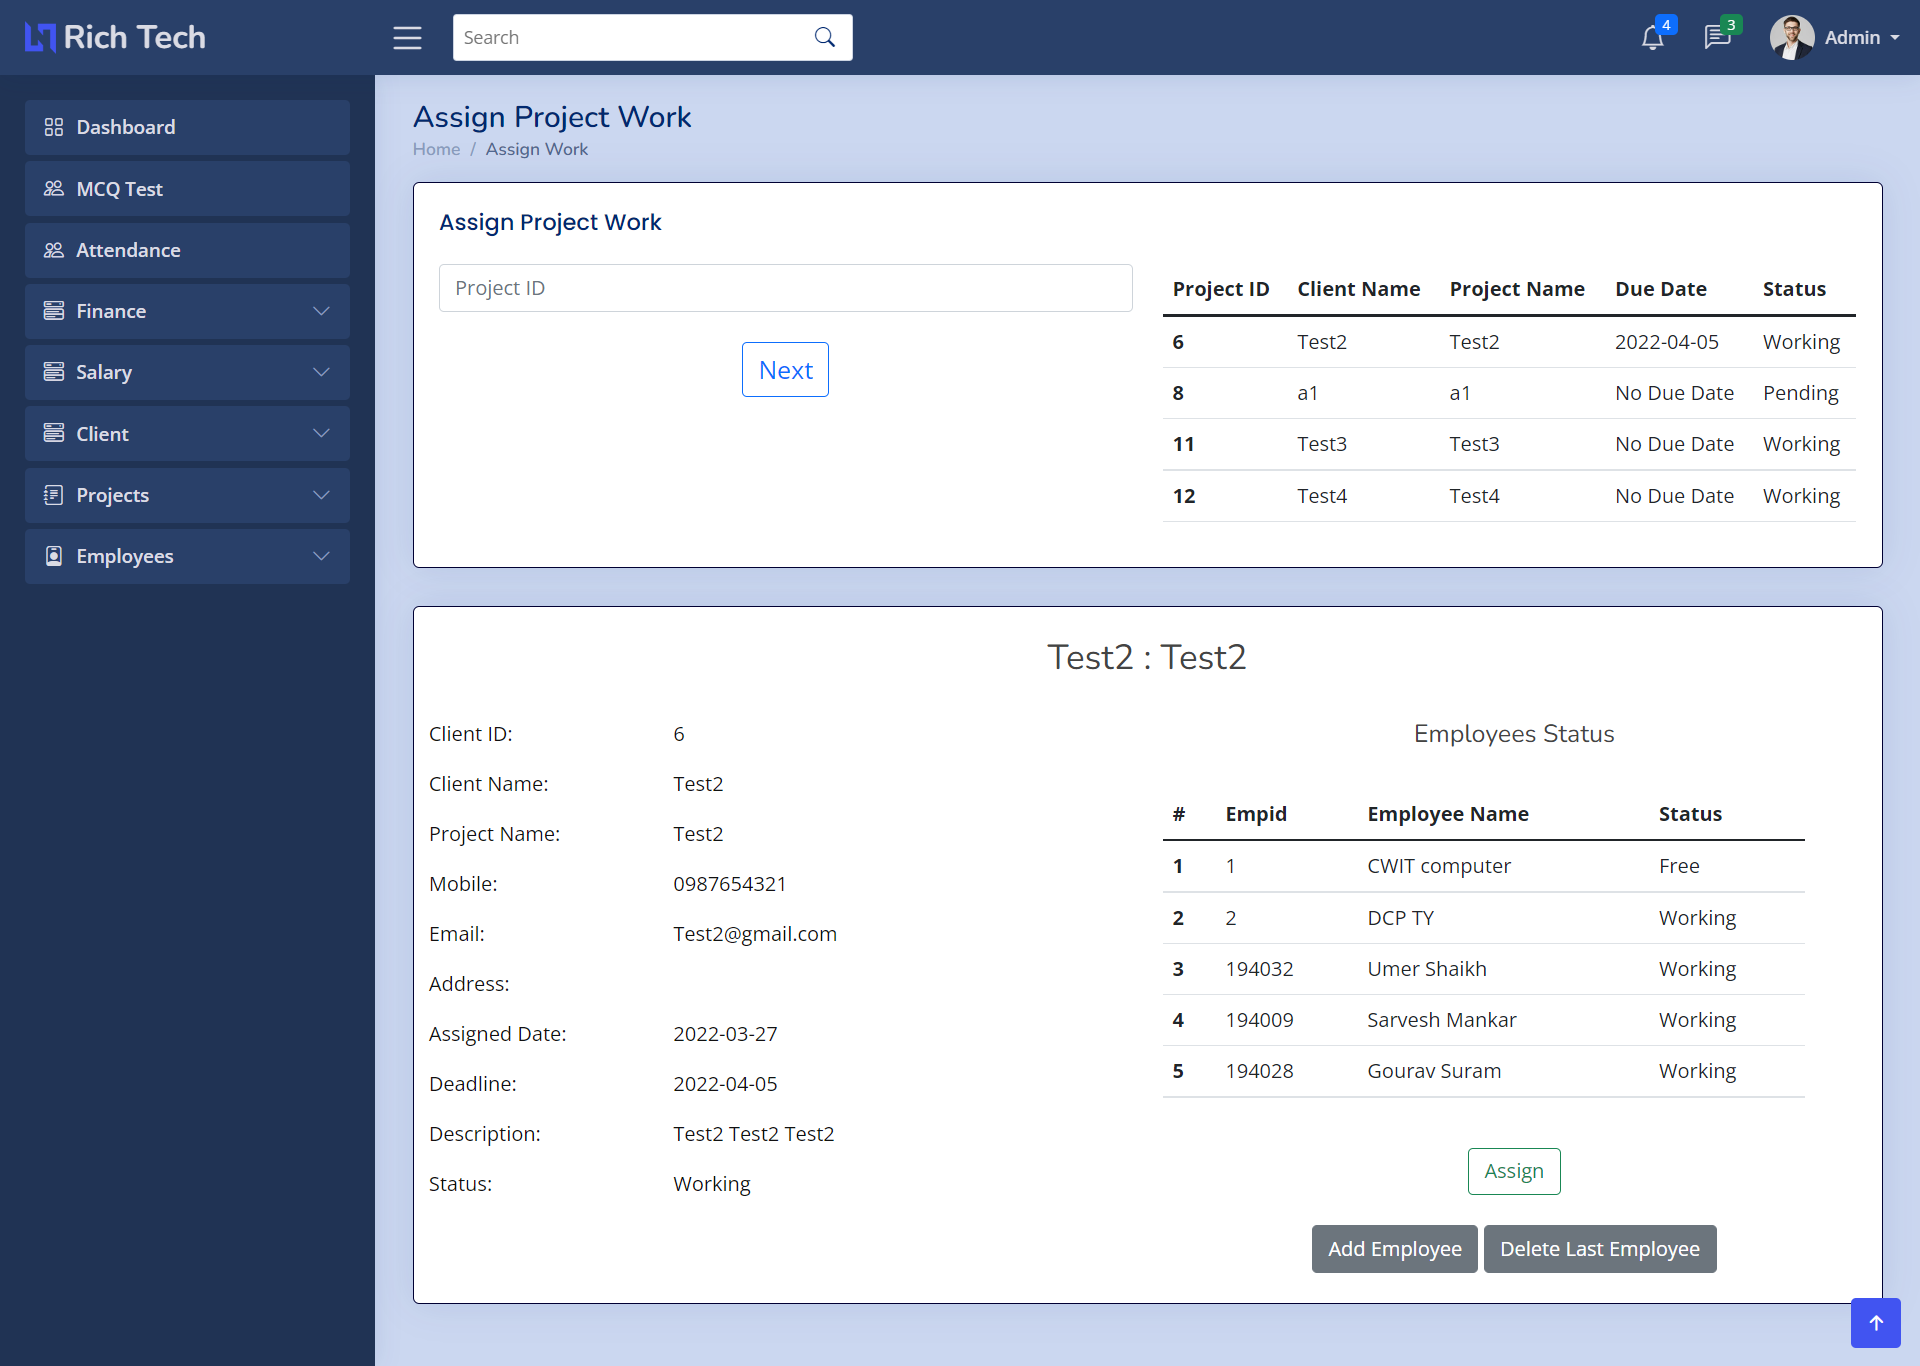 Rich Tech
Search
4
3
Admin
Dashboard
MCQ Test
Attendance
Finance
Salary
Client
Projects
Employees
Assign Project Work
Home / Assign Work
Assign Project Work
Project ID
Next
Project ID Client Name Project Name Due Date Status
6 Test2 Test2 2022-04-05 Working
8 a1 a1 No Due Date Pending
11 Test3 Test3 No Due Date Working
12 Test4 Test4 No Due Date Working
Test2 : Test2
Client ID: 6
Client Name: Test2
Project Name: Test2
Mobile: 0987654321
Email: Test2@gmail.com
Address:
Assigned Date: 2022-03-27
Deadline: 2022-04-05
Description: Test2 Test2 Test2
Status: Working
Employees Status
# Empid Employee Name Status
1 1 CWIT computer Free
2 2 DCP TY Working
3 194032 Umer Shaikh Working
4 194009 Sarvesh Mankar Working
5 194028 Gourav Suram Working
Assign
Add Employee Delete Last Employee